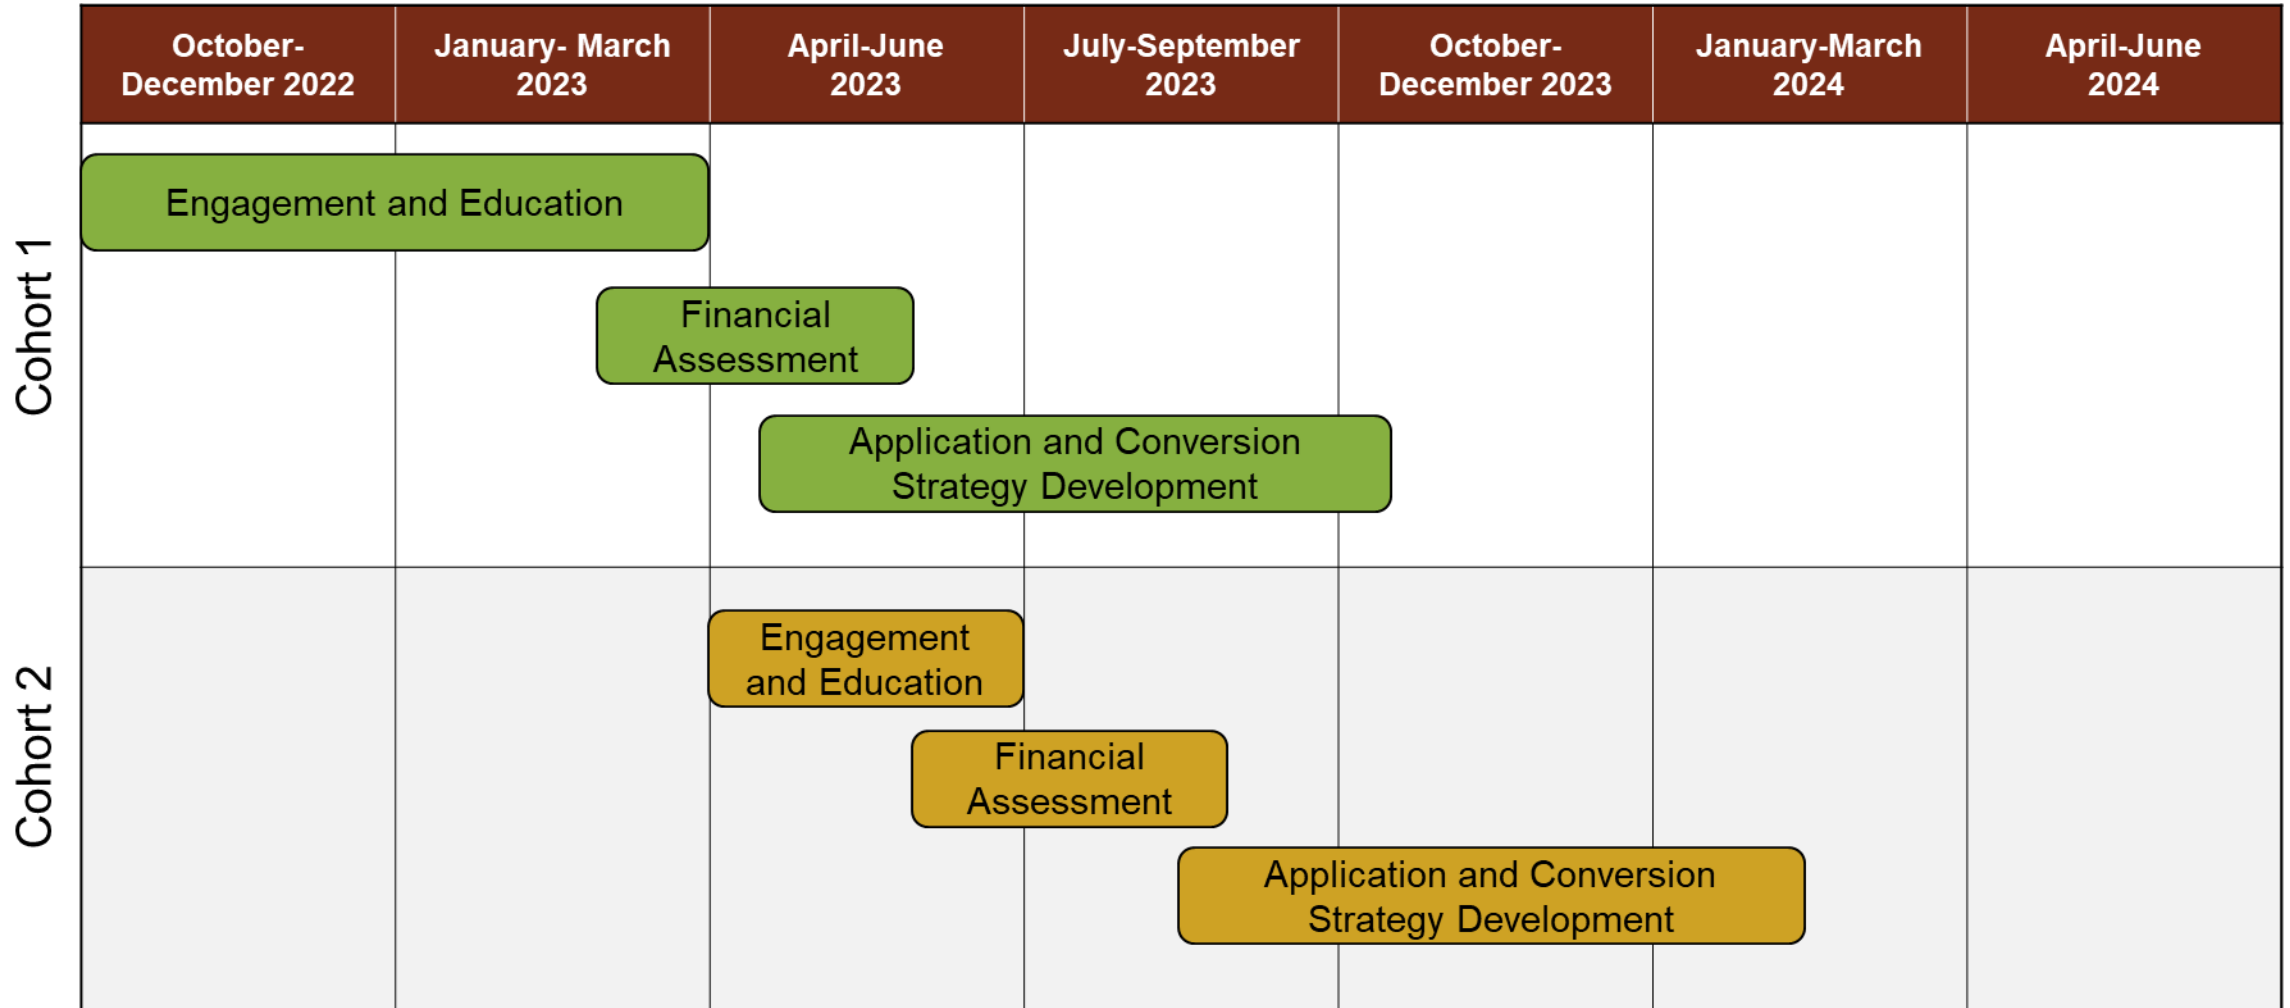 October-
December 2022
January- March
2023
April-June
2023
July-September
2023
October-
December 2023
January-March
2024
April-June
2024
Cohort 1
Engagement and Education
Financial
Assessment
Application and Conversion
Strategy Development
Cohort 2
Engagement
and Education
Financial
Assessment
Application and Conversion
Strategy Development